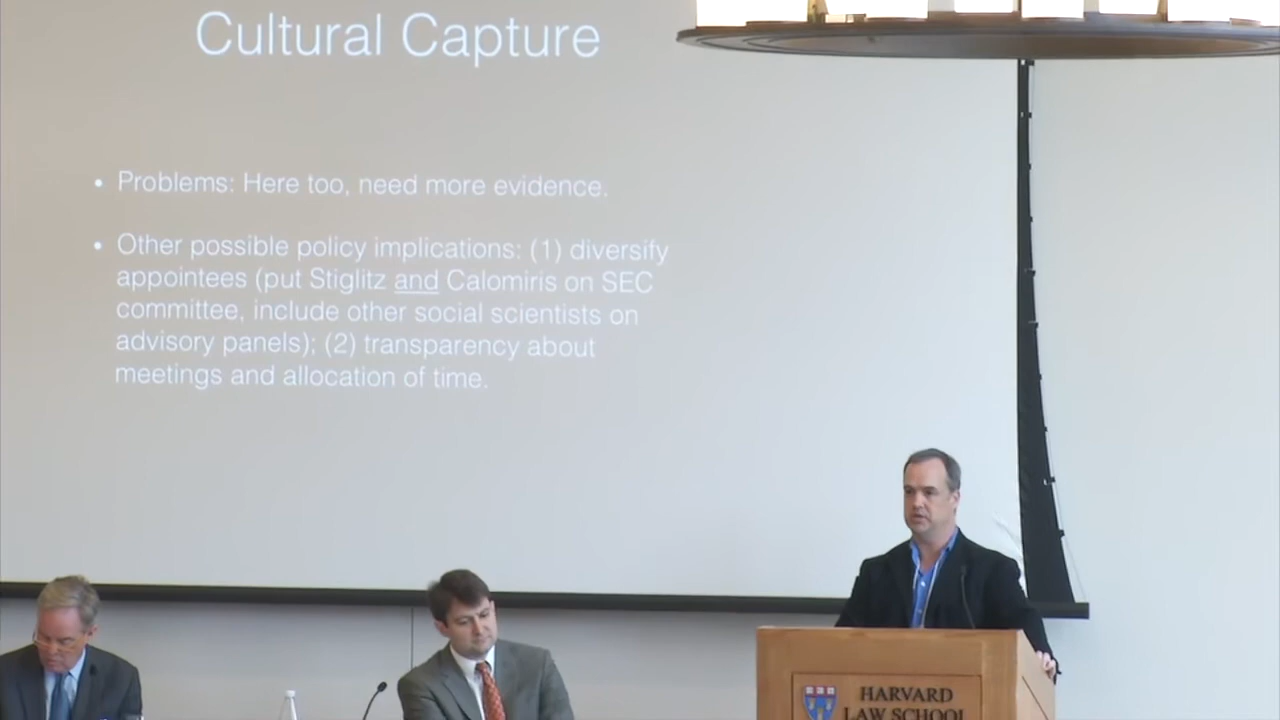 Cultural Capture
• Problems: Here too, need more evidence.
• Other possible policy implications: (1) diversify
appointees (put Stiglitz and Calomiris on SEC
committee, include other social scientists on
advisory panels); (2) transparency about
meetings and allocation of time.
HARVARD
LAW SCHOOL